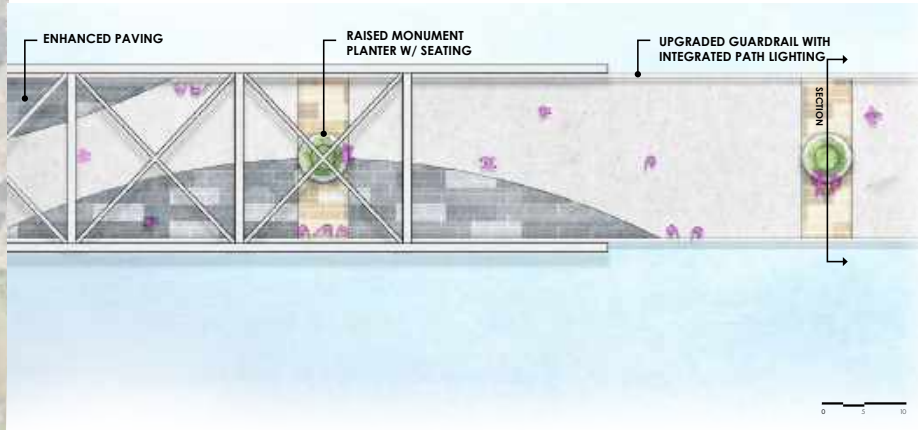 ENHANCED PAVING
RAISED MONUMENT
PLANTER W/ SEATING
UPGRADED GUARDRAIL WITH
INTEGRATED PATH LIGHTING
SECTION
0 5 10